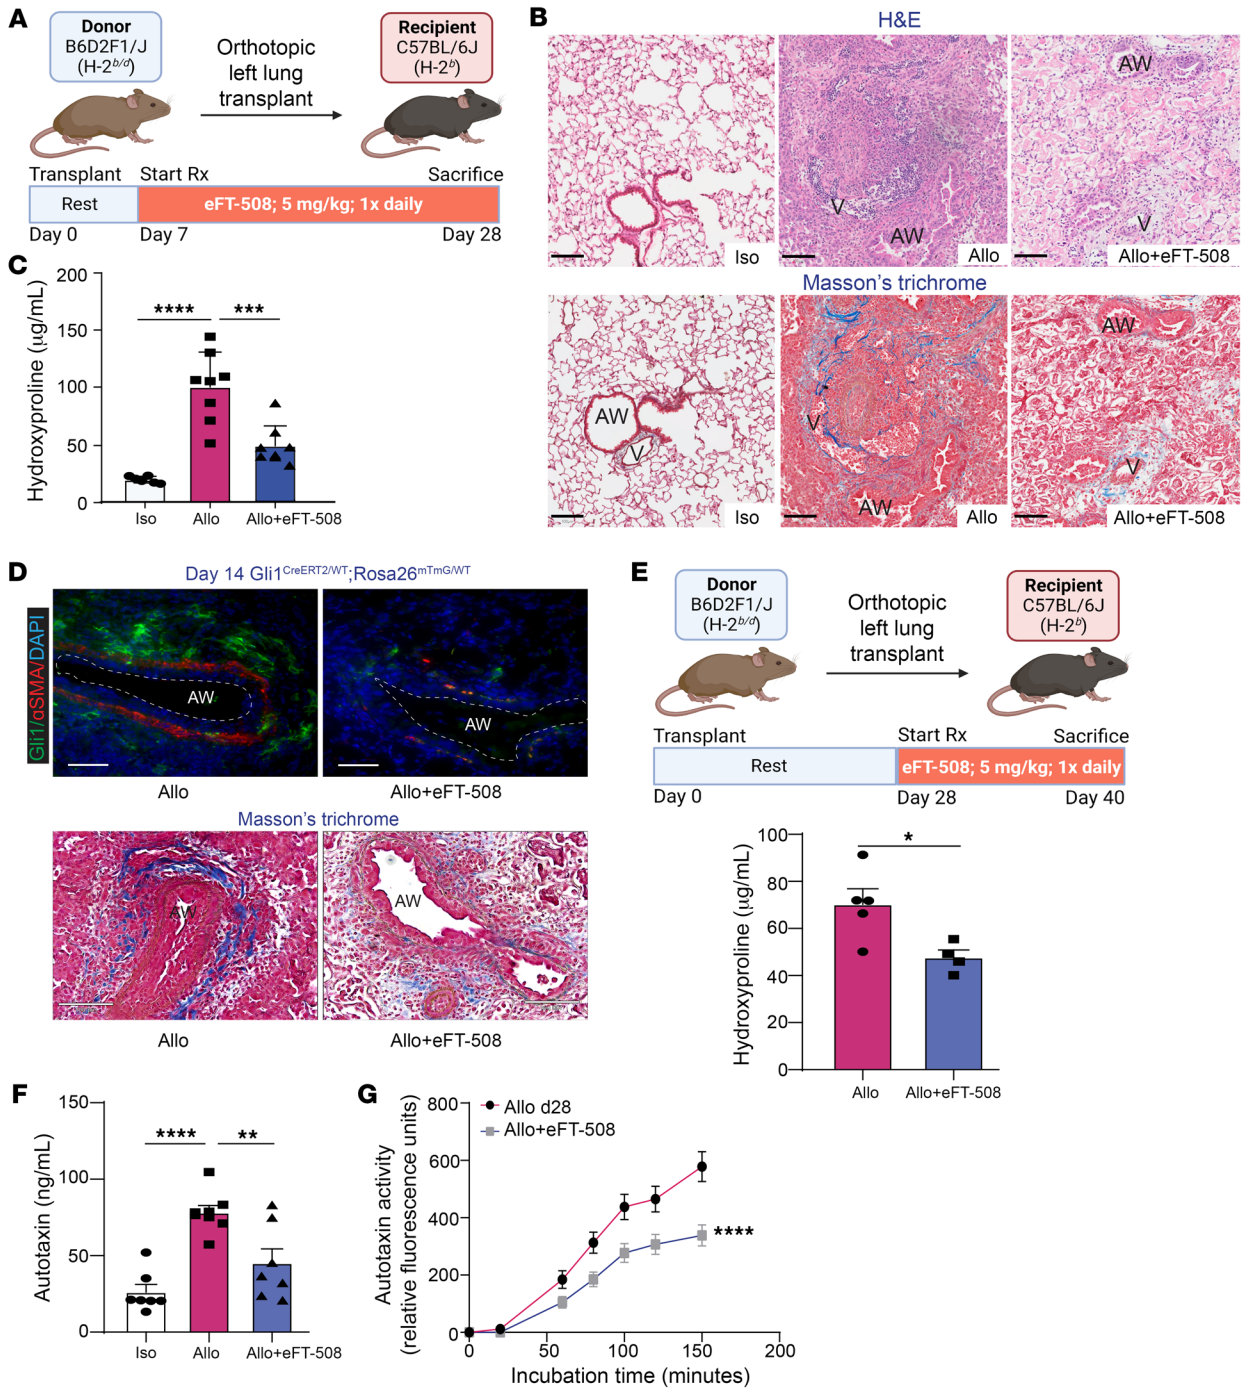 A
Donor
B6D2F1/J
(H-2b/d)
Orthotopic
left lung
transplant
Recipient
C57BL/6J
(H-2b)
Transplant
Start Rx
Sacrifice
Rest
eFT-508; 5 mg/kg; 1x daily
Day 0
Day 7
Day 28
B
H&E
Iso
V
AW
Allo
AW
V
Allo+eFT-508
Masson's trichrome
AW
V
Iso
V
AW
Allo
AW
V
Allo+eFT-508
C
Hydroxyproline (µg/mL)
200
150
100
50
0
****
***
Iso
Allo
Allo+eFT-508
D
Day 14 Gli1CreERT2/WT;Rosa26mTmG/WT
Gli1/αSMA/DAPI
AW
AW
Allo
Allo+eFT-508
Masson's trichrome
AW
AW
Allo
Allo+eFT-508
E
Donor
B6D2F1/J
(H-2b/d)
Orthotopic
left lung
transplant
Recipient
C57BL/6J
(H-2b)
Transplant
Start Rx
Sacrifice
Rest
eFT-508; 5 mg/kg; 1x daily
Day 0
Day 28
Day 40
Hydroxyproline (µg/mL)
100
80
60
40
20
0
*
Allo
Allo+eFT-508
F
Autotaxin (ng/mL)
150
100
50
0
****
**
Iso
Allo
Allo+eFT-508
G
Autotaxin activity
(relative fluorescence units)
800
600
400
200
0
Allo d28
Allo+eFT-508
****
0
50
100
150
200
Incubation time (minutes)